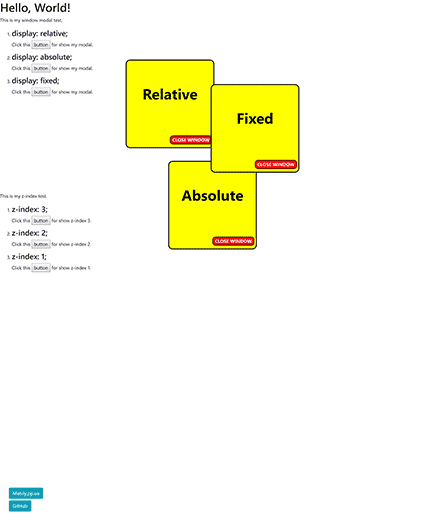 Hello, World!
This is my window modal test.
1. display: relative;
Click this button for show my modal.
2. display: absolute;
Click this button for show my modal.
3. display: fixed;
Click this button for show my modal.
Relative
CLOSE WINDOW
Fixed
CLOSE WINDOW
Absolute
CLOSE WINDOW
This is my z-index test.
1. z-index: 3;
Click this button for show z-index 3.
2. z-index: 2;
Click this button for show z-index 2.
3. z-index: 1;
Click this button for show z-index 1.
GitHub